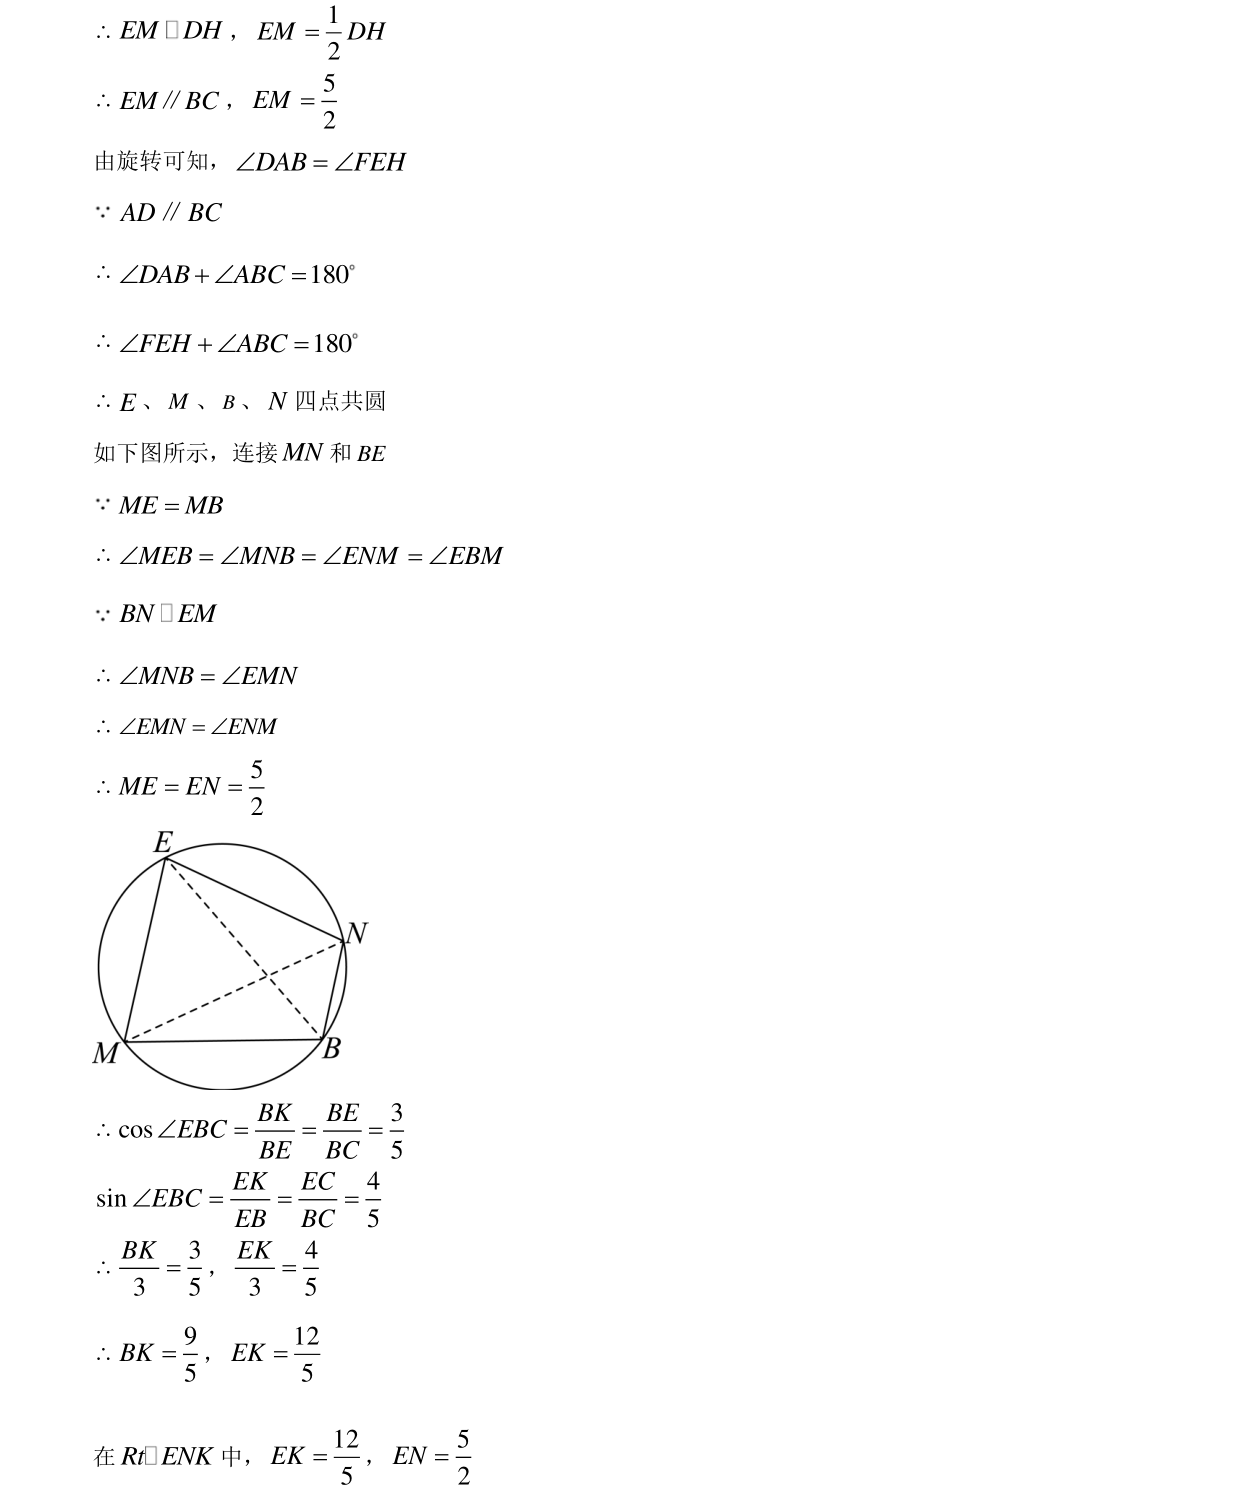 ∴ EM □ DH， EM = 1/2 DH
∴ EM // BC， EM = 5/2
由旋转可知，∠DAB = ∠FEH
∵ AD // BC
∴ ∠DAB + ∠ABC = 180°
∴ ∠FEH + ∠ABC = 180°
∴ E、M、B、N 四点共圆
如下图所示，连接 MN 和 BE
∵ ME = MB
∴ ∠MEB = ∠MNB = ∠ENM = ∠EBM
∵ BN □ EM
∴ ∠MNB = ∠EMN
∴ ∠EMN = ∠ENM
∴ ME = EN = 5/2
E
N
M
B
∴ cos ∠EBC = BK/BE = BE/BC = 3/5
sin ∠EBC = EK/EB = EC/BC = 4/5
∴ BK/3 = 3/5， EK/3 = 4/5
∴ BK = 9/5， EK = 12/5
在 Rt□ENK 中， EK = 12/5， EN = 5/2